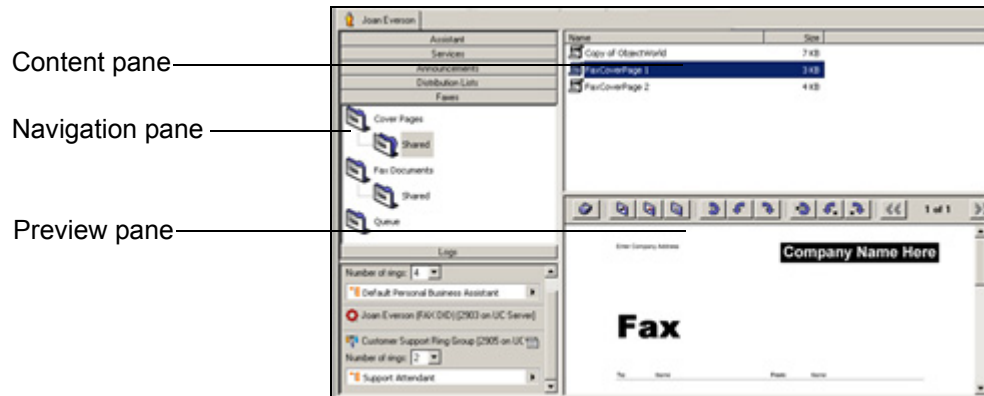 Joan Everson
Content pane
Navigation pane
Preview pane
Assistant
Services
Announcements
Distribution Lists
Faxes
Cover Pages
Shared
Fax Documents
Shared
Queue
Logs
Number of rings: 4
Default Personal Business Assistant
Joan Everson (FAX DID) [2903 on UC Server]
Customer Support Ring Group [2905 on UC
Number of rings: 2
Support Attendant
Name Size
Copy of ObjectWorld 7 KB
FaxCoverPage 1 3 KB
FaxCoverPage 2 4 KB
1 of 1
Enter Company Address
Company Name Here
Fax
To: Name From: Name